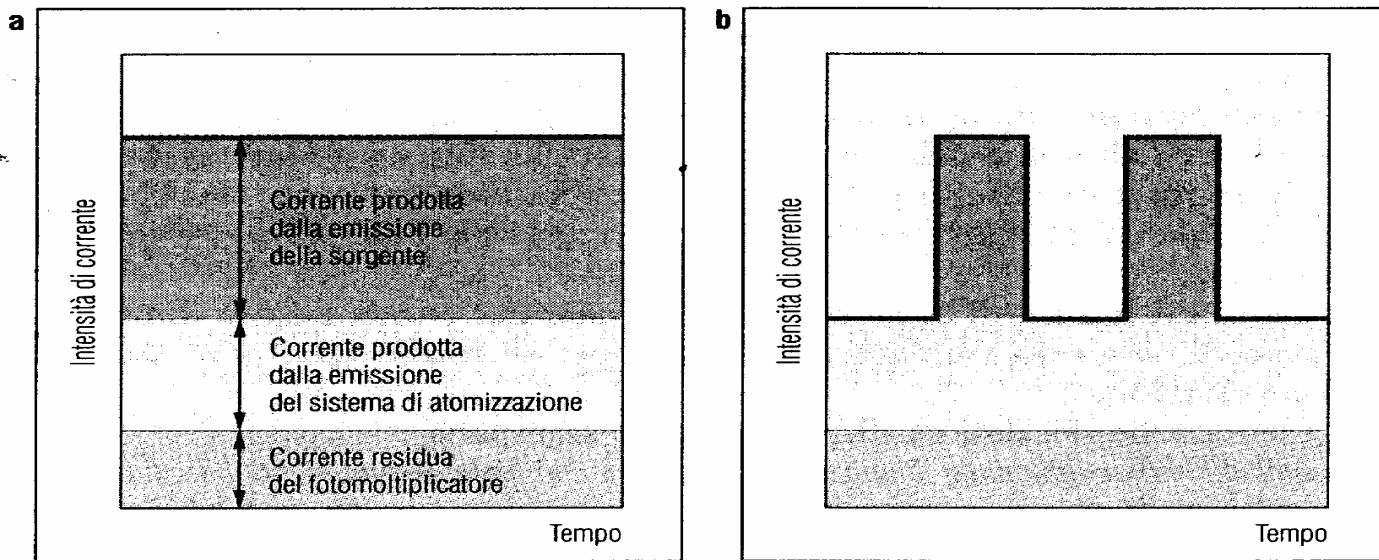 a
Intensità di corrente
Corrente prodotta
dalla emissione
della sorgente
Corrente prodotta
dalla emissione
del sistema di atomizzazione
Corrente residua
del fotomoltiplicatore
Tempo
b
Intensità di corrente
Tempo